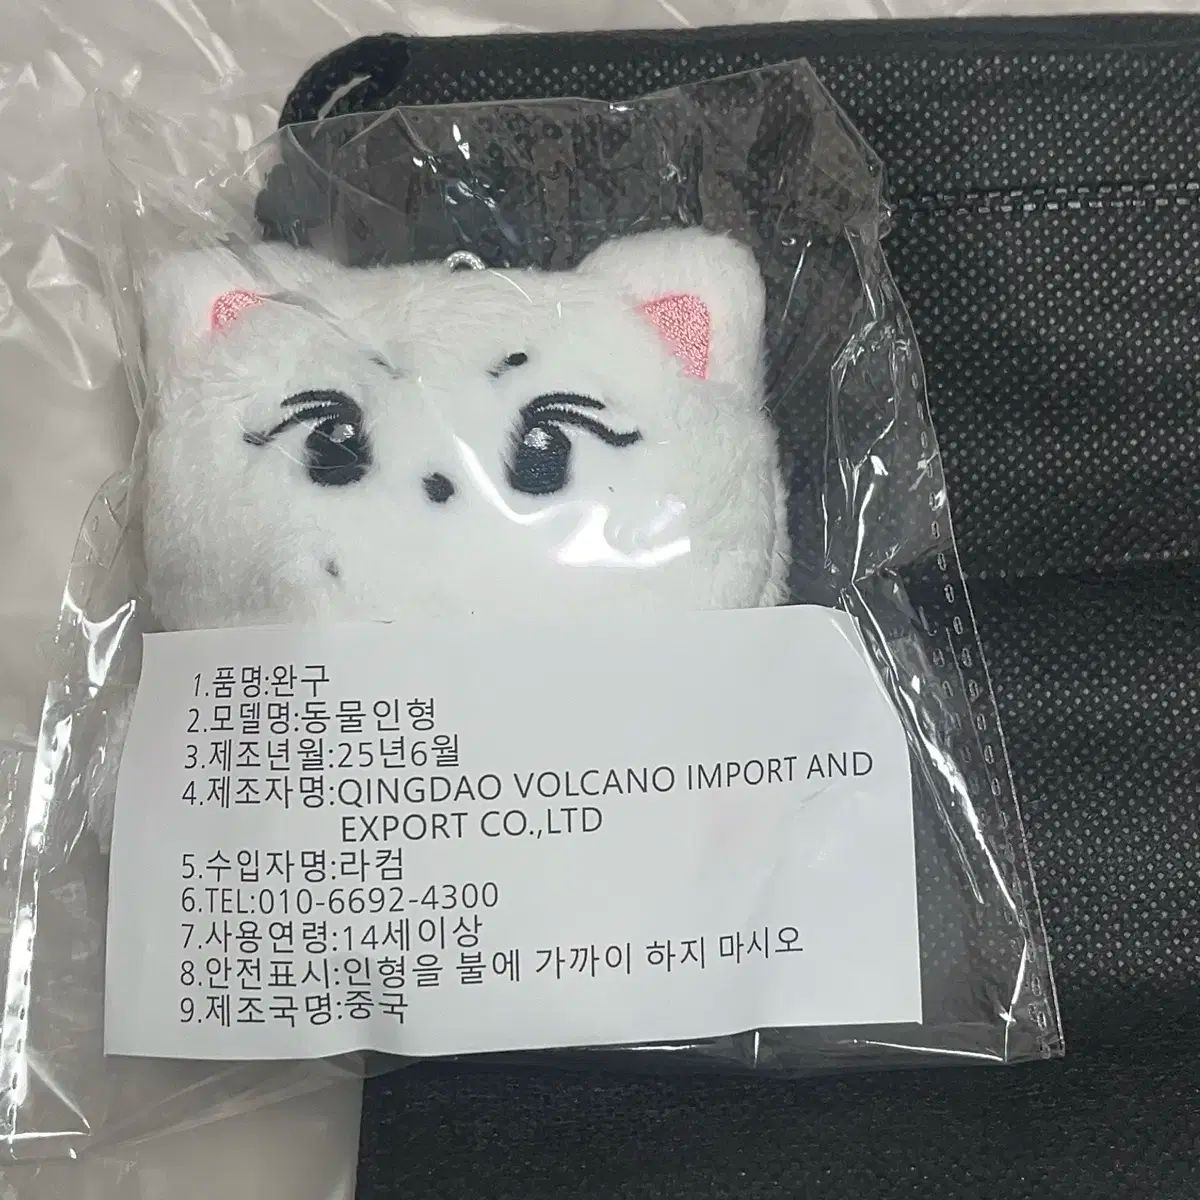 1.품명:완구
2.모델명:동물인형
3.제조년월:25년6월
4.제조자명:QINGDAO VOLCANO IMPORT AND
EXPORT CO.,LTD
5.수입자명:라컴
6.TEL:010-6692-4300
7.사용연령:14세이상
8.안전표시:인형을 불에 가까이 하지 마시오
9.제조국명:중국